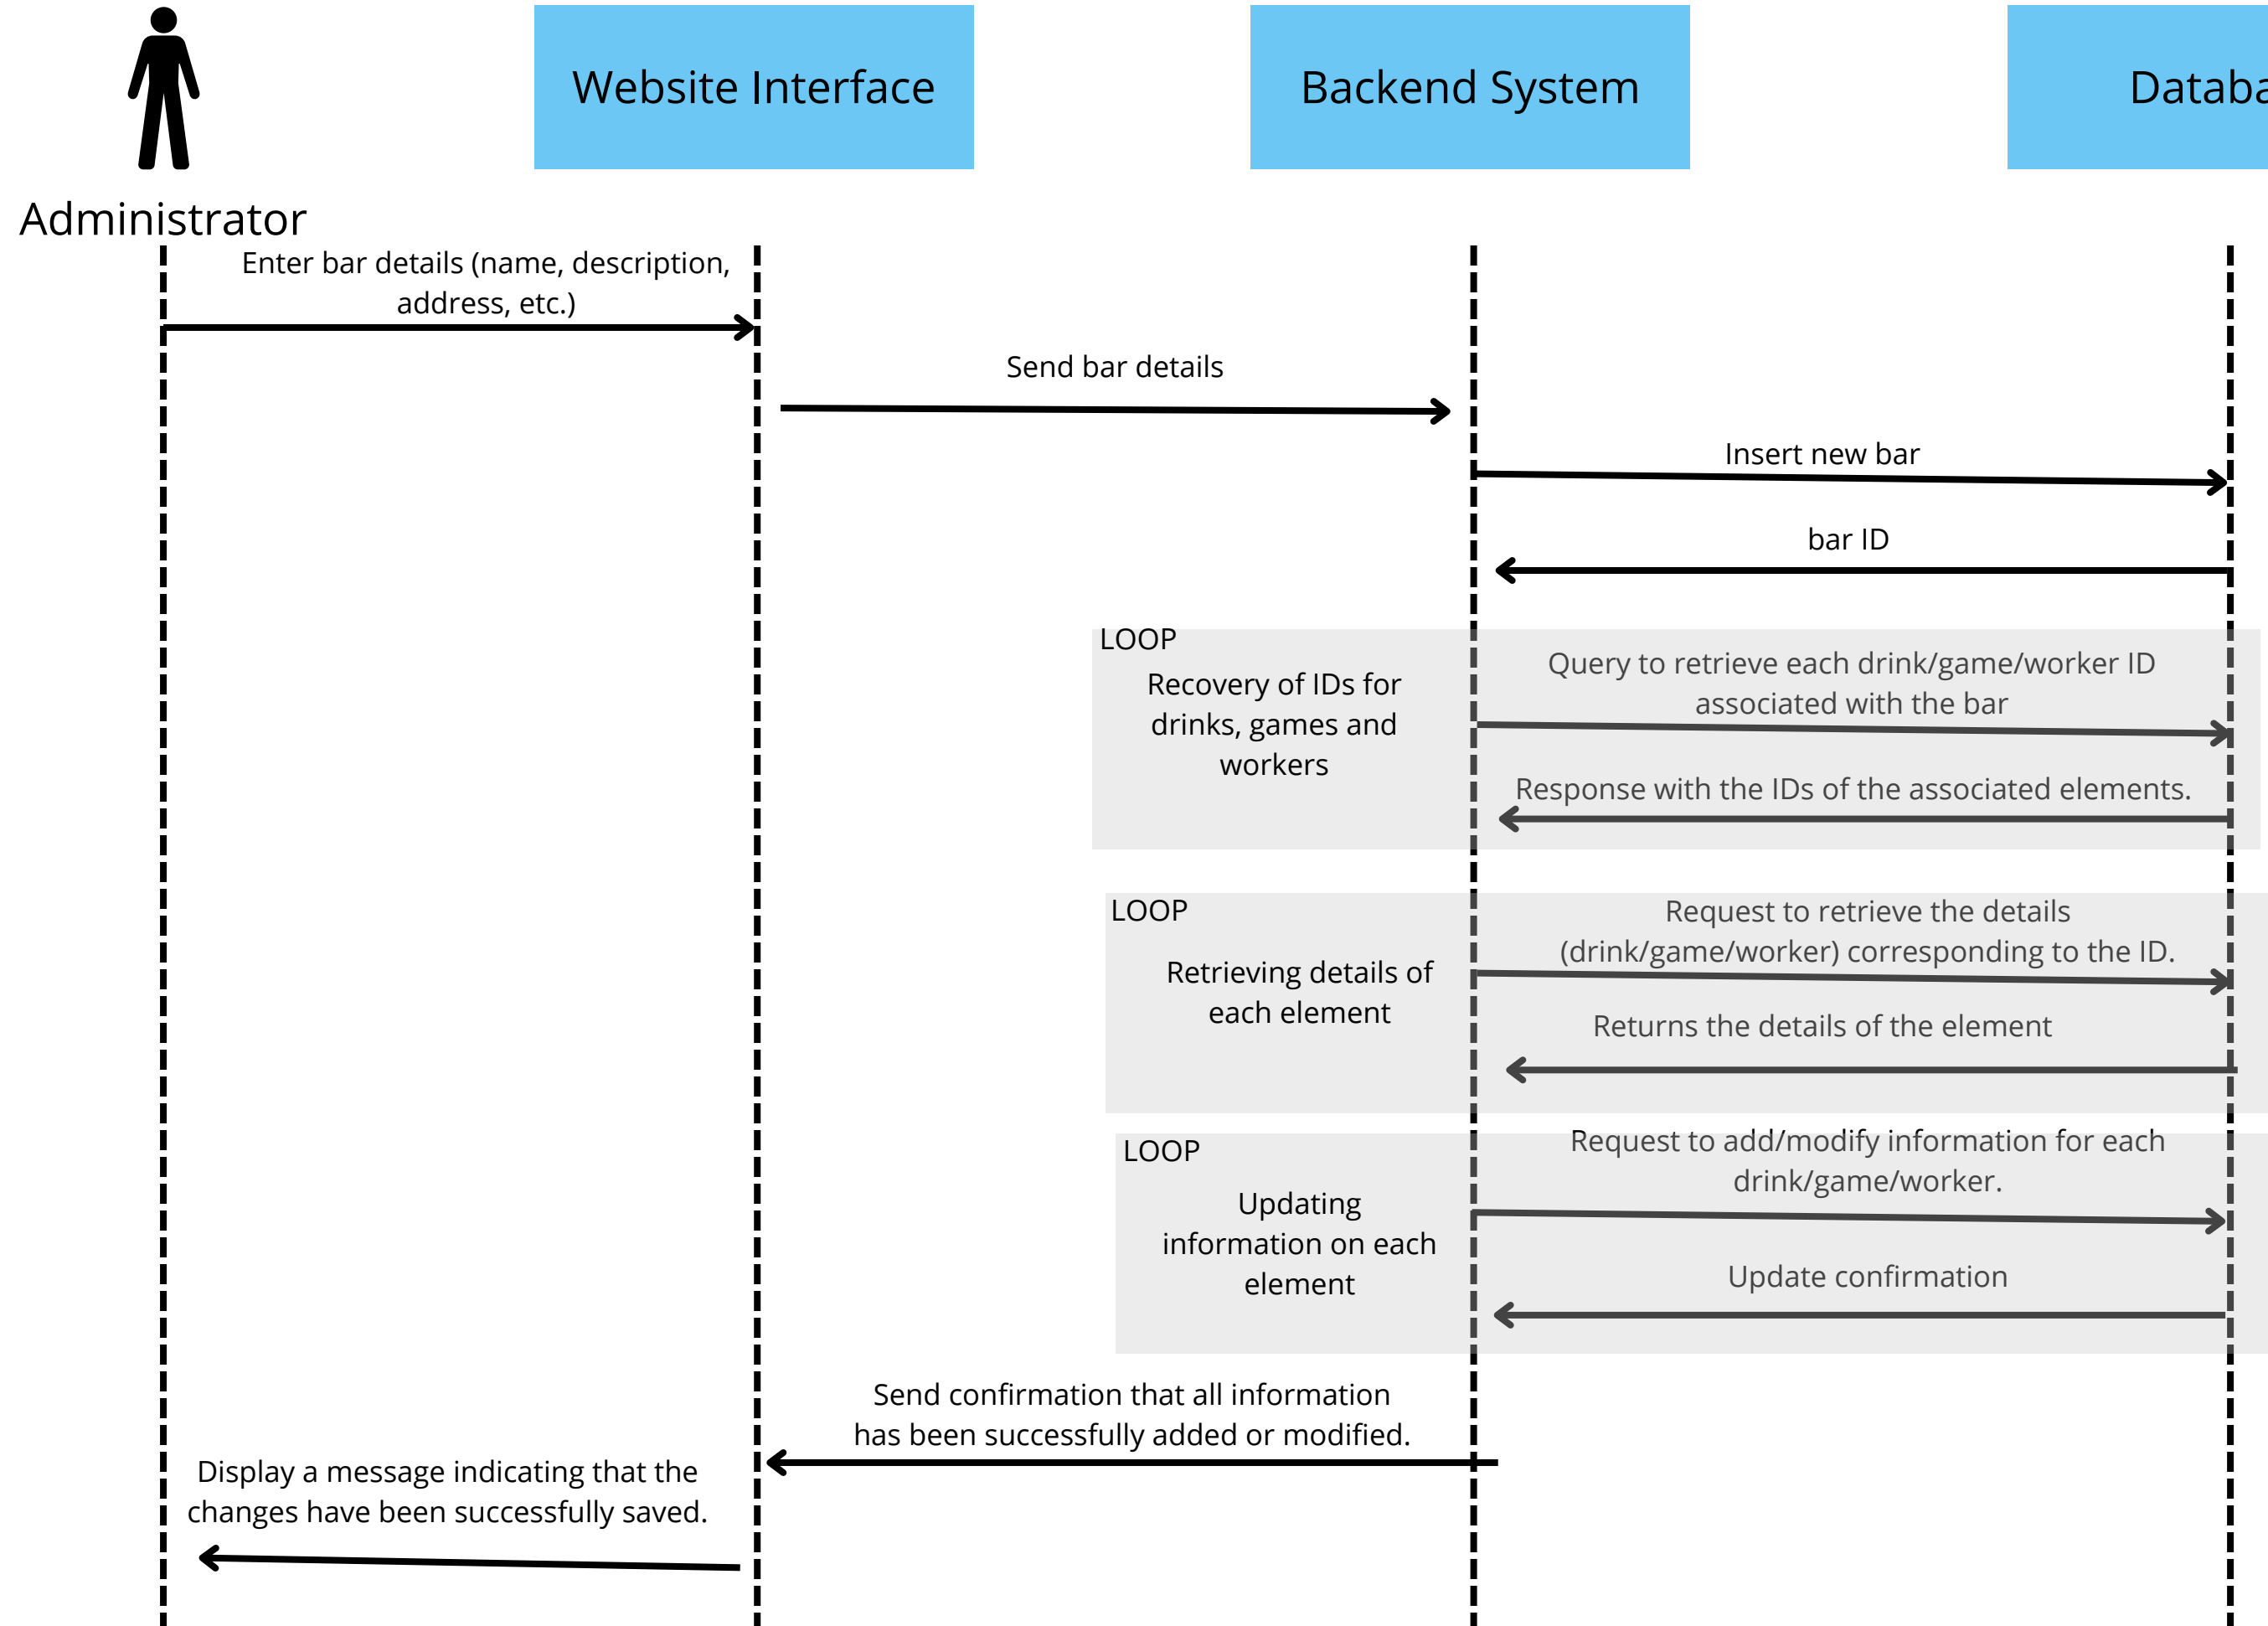 Website Interface
Backend System
Databa
Administrator
Enter bar details (name, description,
address, etc.)
Send bar details
Insert new bar
bar ID
LOOP
Recovery of IDs for
drinks, games and
workers
Query to retrieve each drink/game/worker ID
associated with the bar
Response with the IDs of the associated elements.
LOOP
Retrieving details of
each element
Request to retrieve the details
(drink/game/worker) corresponding to the ID.
Returns the details of the element
LOOP
Updating
information on each
element
Request to add/modify information for each
drink/game/worker.
Update confirmation
Send confirmation that all information
has been successfully added or modified.
Display a message indicating that the
changes have been successfully saved.